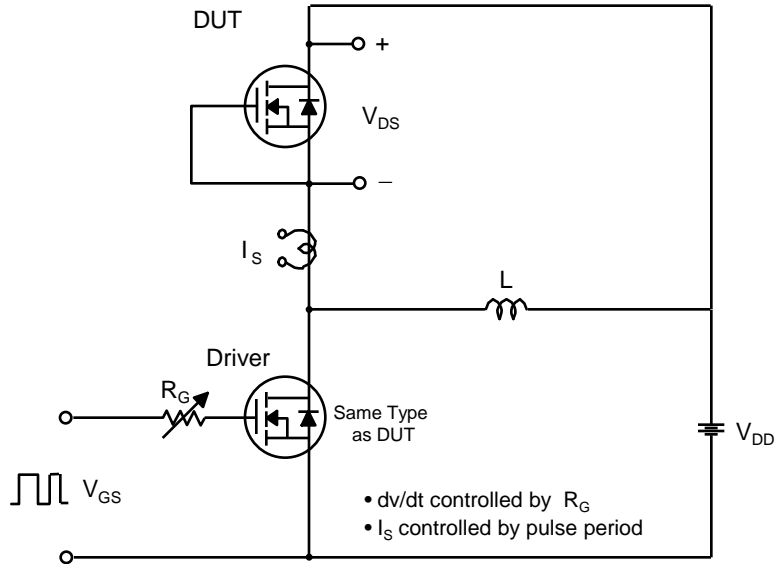 DUT
+
V_DS
−
I_S
L
Driver
R_G
Same Type
as DUT
V_DD
V_GS
• dv/dt controlled by R_G
• I_S controlled by pulse period